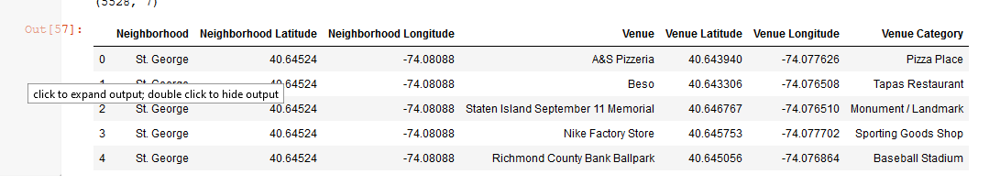 (5528, 7)
Out[57]:
Neighborhood Neighborhood Latitude Neighborhood Longitude Venue Venue Latitude Venue Longitude Venue Category
0 St. George 40.64524 -74.08088 A&S Pizzeria 40.643940 -74.077626 Pizza Place
-74.08088 Beso 40.643306 -74.076508 Tapas Restaurant
click to expand output; double click to hide output
2 St. George 40.64524 -74.08088 Staten Island September 11 Memorial 40.646767 -74.076510 Monument / Landmark
3 St. George 40.64524 -74.08088 Nike Factory Store 40.645753 -74.077702 Sporting Goods Shop
4 St. George 40.64524 -74.08088 Richmond County Bank Ballpark 40.645056 -74.076864 Baseball Stadium